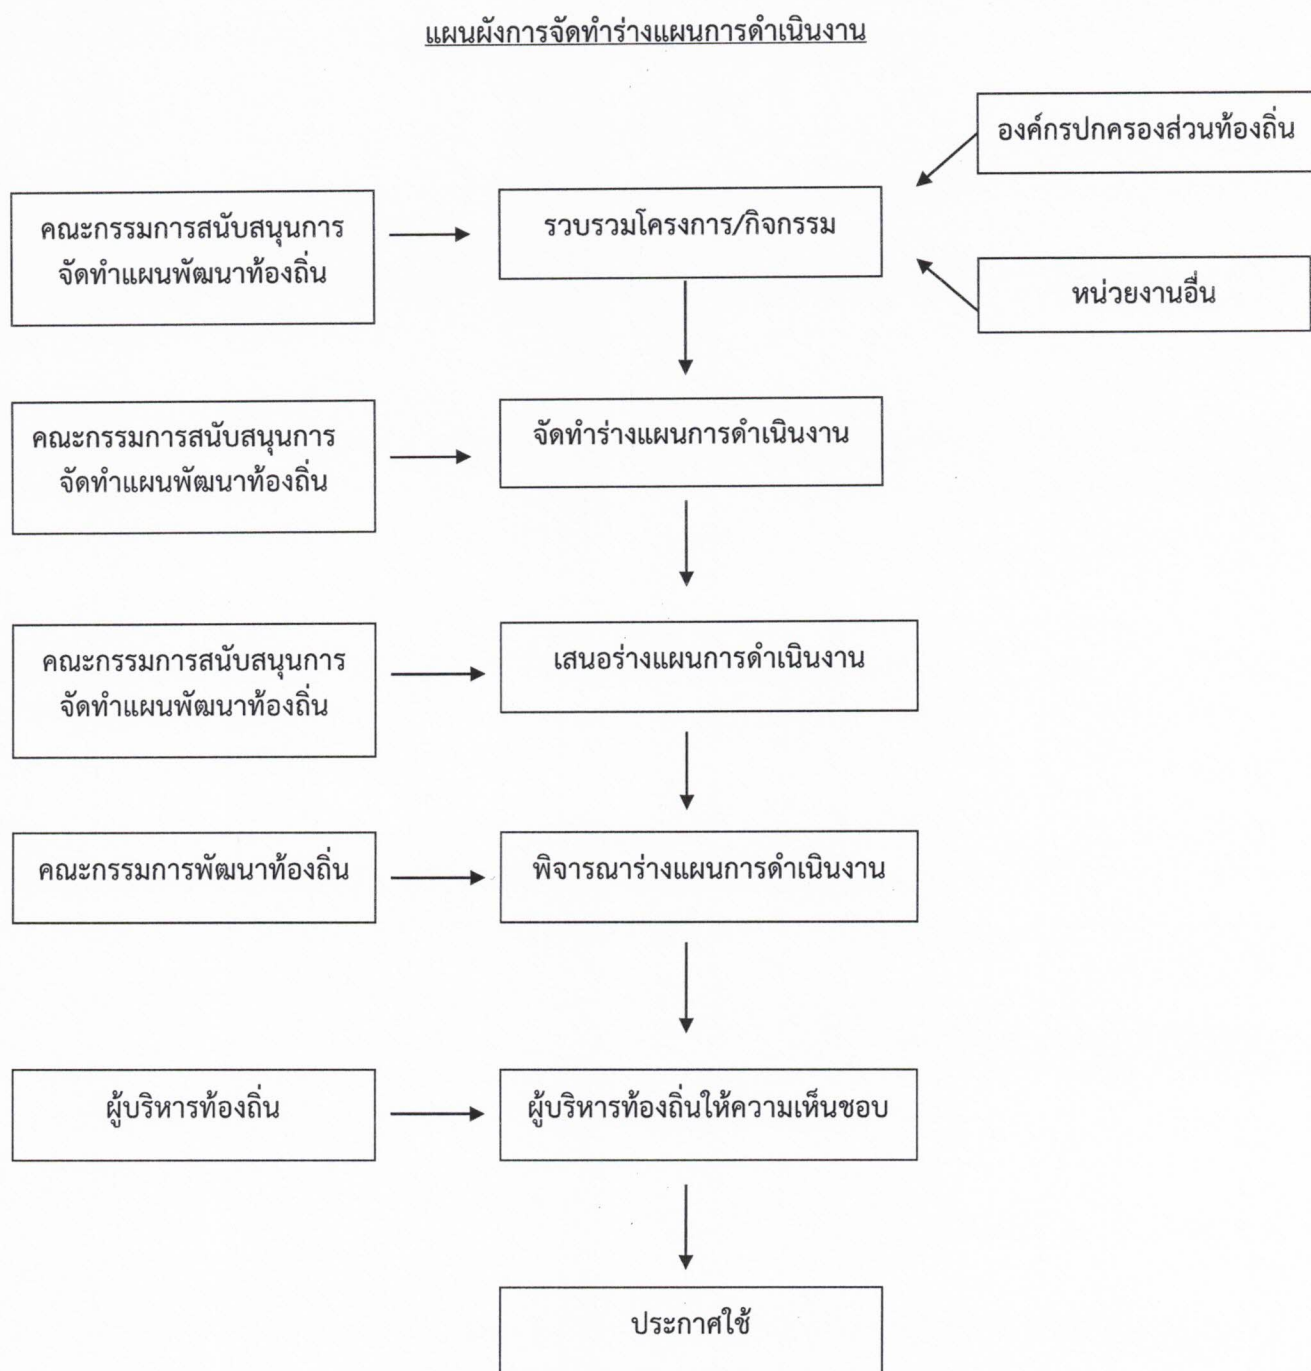 แผนผังการจัดทำร่างแผนการดำเนินงาน
องค์กรปกครองส่วนท้องถิ่น
คณะกรรมการสนับสนุนการ
จัดทำแผนพัฒนาท้องถิ่น
รวบรวมโครงการ/กิจกรรม
หน่วยงานอื่น
คณะกรรมการสนับสนุนการ
จัดทำแผนพัฒนาท้องถิ่น
จัดทำร่างแผนการดำเนินงาน
คณะกรรมการสนับสนุนการ
จัดทำแผนพัฒนาท้องถิ่น
เสนอร่างแผนการดำเนินงาน
คณะกรรมการพัฒนาท้องถิ่น
พิจารณาร่างแผนการดำเนินงาน
ผู้บริหารท้องถิ่น
ผู้บริหารท้องถิ่นให้ความเห็นชอบ
ประกาศใช้